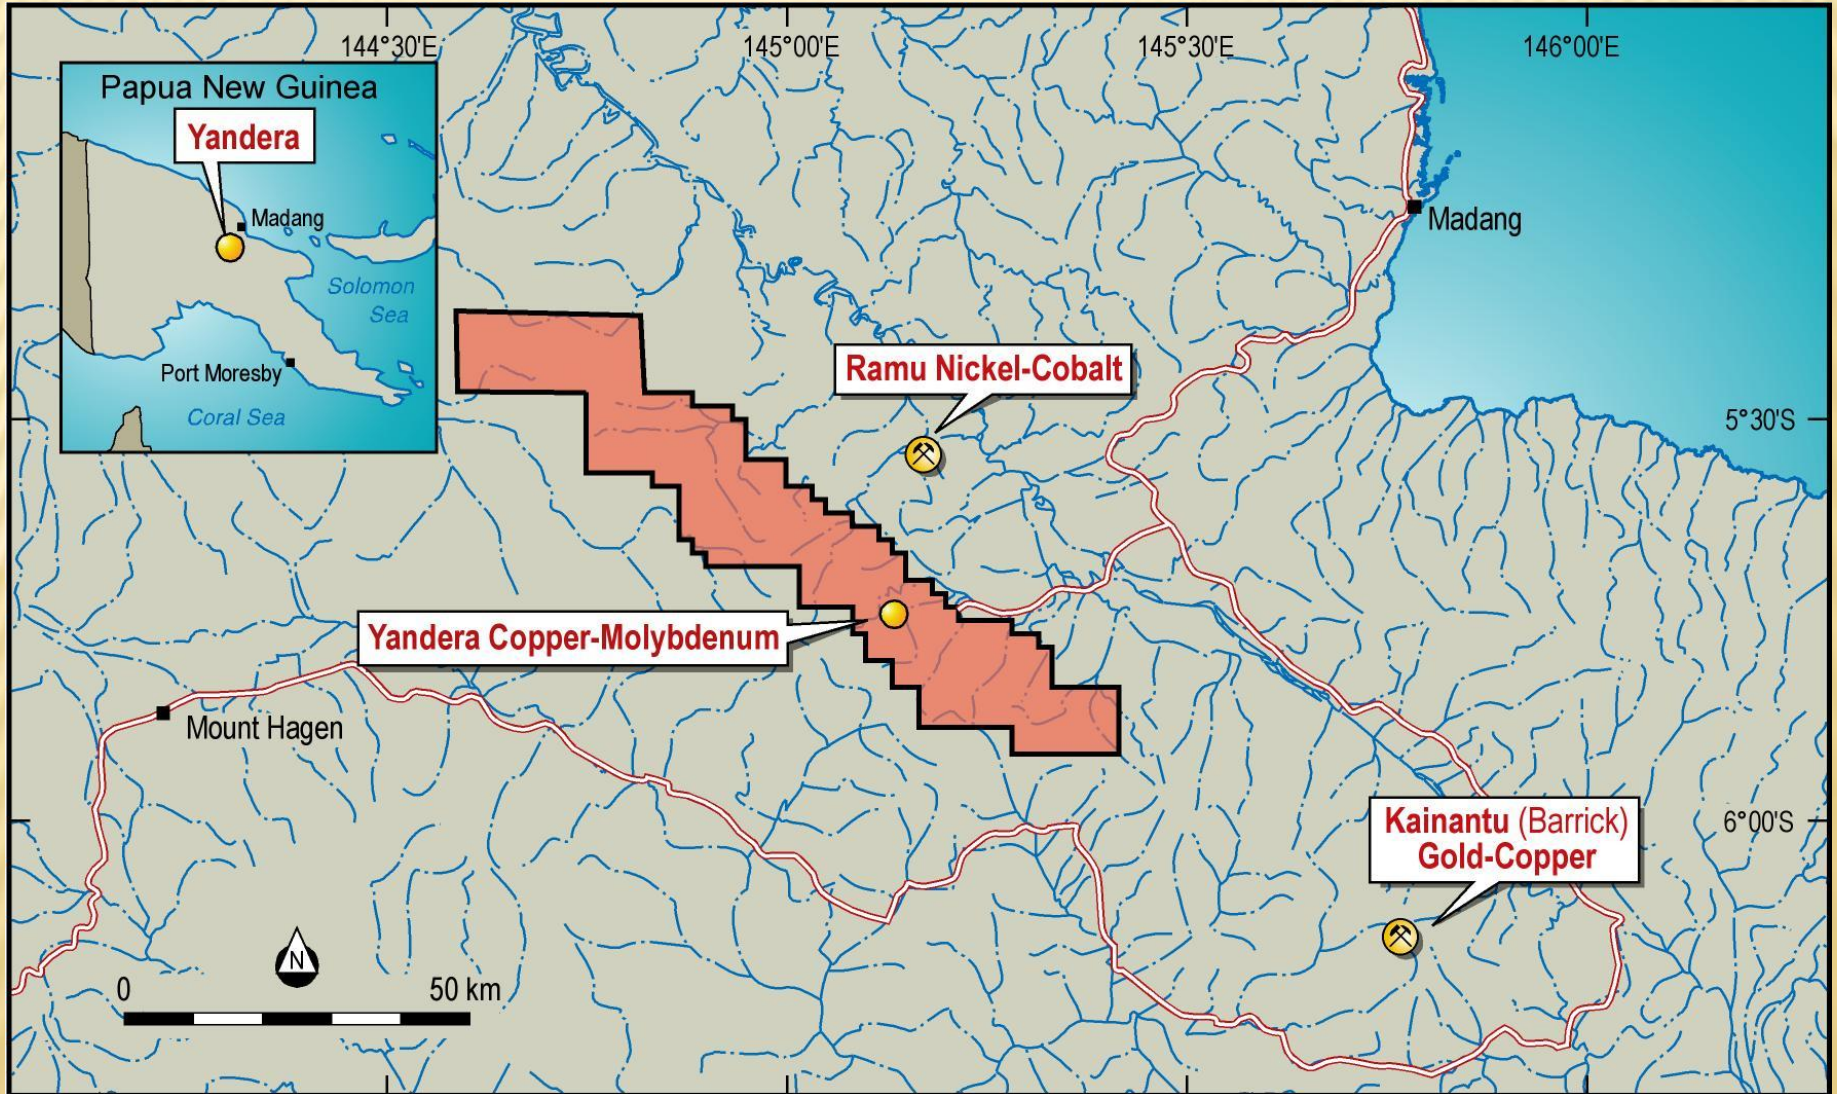 144°30'E
145°00'E
145°30'E
146°00'E
Papua New Guinea
Yandera
Madang
Solomon
Sea
Port Moresby
Coral Sea
Madang
Ramu Nickel-Cobalt
5°30'S
Yandera Copper-Molybdenum
Mount Hagen
Kainantu (Barrick)
Gold-Copper
6°00'S
N
0 50 km